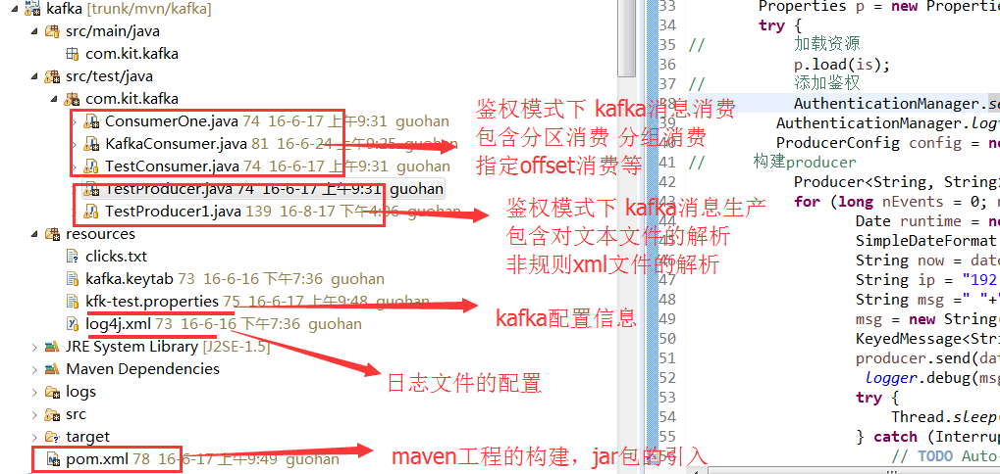 kafka [trunk/mvn/kafka]
src/main/java
com.kit.kafka
src/test/java
com.kit.kafka
ConsumerOne.java 74 16-6-17 上午9:31 guohan
KafkaConsumer.java 81 16-6-24 上午9:25 guohan
TestConsumer.java 74 16-6-17 上午9:31 guohan
TestProducer.java 74 16-6-17 上午9:31 guohan
TestProducer1.java 139 16-8-17 下午4:06 guohan
resources
clicks.txt
kafka.keytab 73 16-6-16 下午7:36 guohan
kfk-test.properties 75 16-6-17 上午9:48 guohan
log4j.xml 73 16-6-16 下午7:36 guohan
JRE System Library [J2SE-1.5]
Maven Dependencies
logs
src
target
pom.xml 78 16-6-17 上午9:49 guohan
鉴权模式下 kafka消息消费
包含分区消费 分组消费
指定offset消费等
鉴权模式下 kafka消息生产
包含对文本文件的解析
非规则xml文件的解析
kafka配置信息
日志文件的配置
maven工程的构建，jar包的引入
33 Properties p = new Properti
34 try {
35 // 加载资源
36 p.load(is);
37 // 添加鉴权
38 AuthenticationManager.se
39 AuthenticationManager.log
40 ProducerConfig config = ne
41 // 构建producer
42 Producer<String, String
43 for (long nEvents = 0; n
44 Date runtime = ne
45 SimpleDateFormat
46 String now = date
47 String ip = "192
48 String msg =" "+
49 msg = new String(
50 KeyedMessage<Stri
51 producer.send(dat
52 logger.debug(msg
53 try {
54 Thread.sleep(
55 } catch (Interrup
56 // TODO Auto-